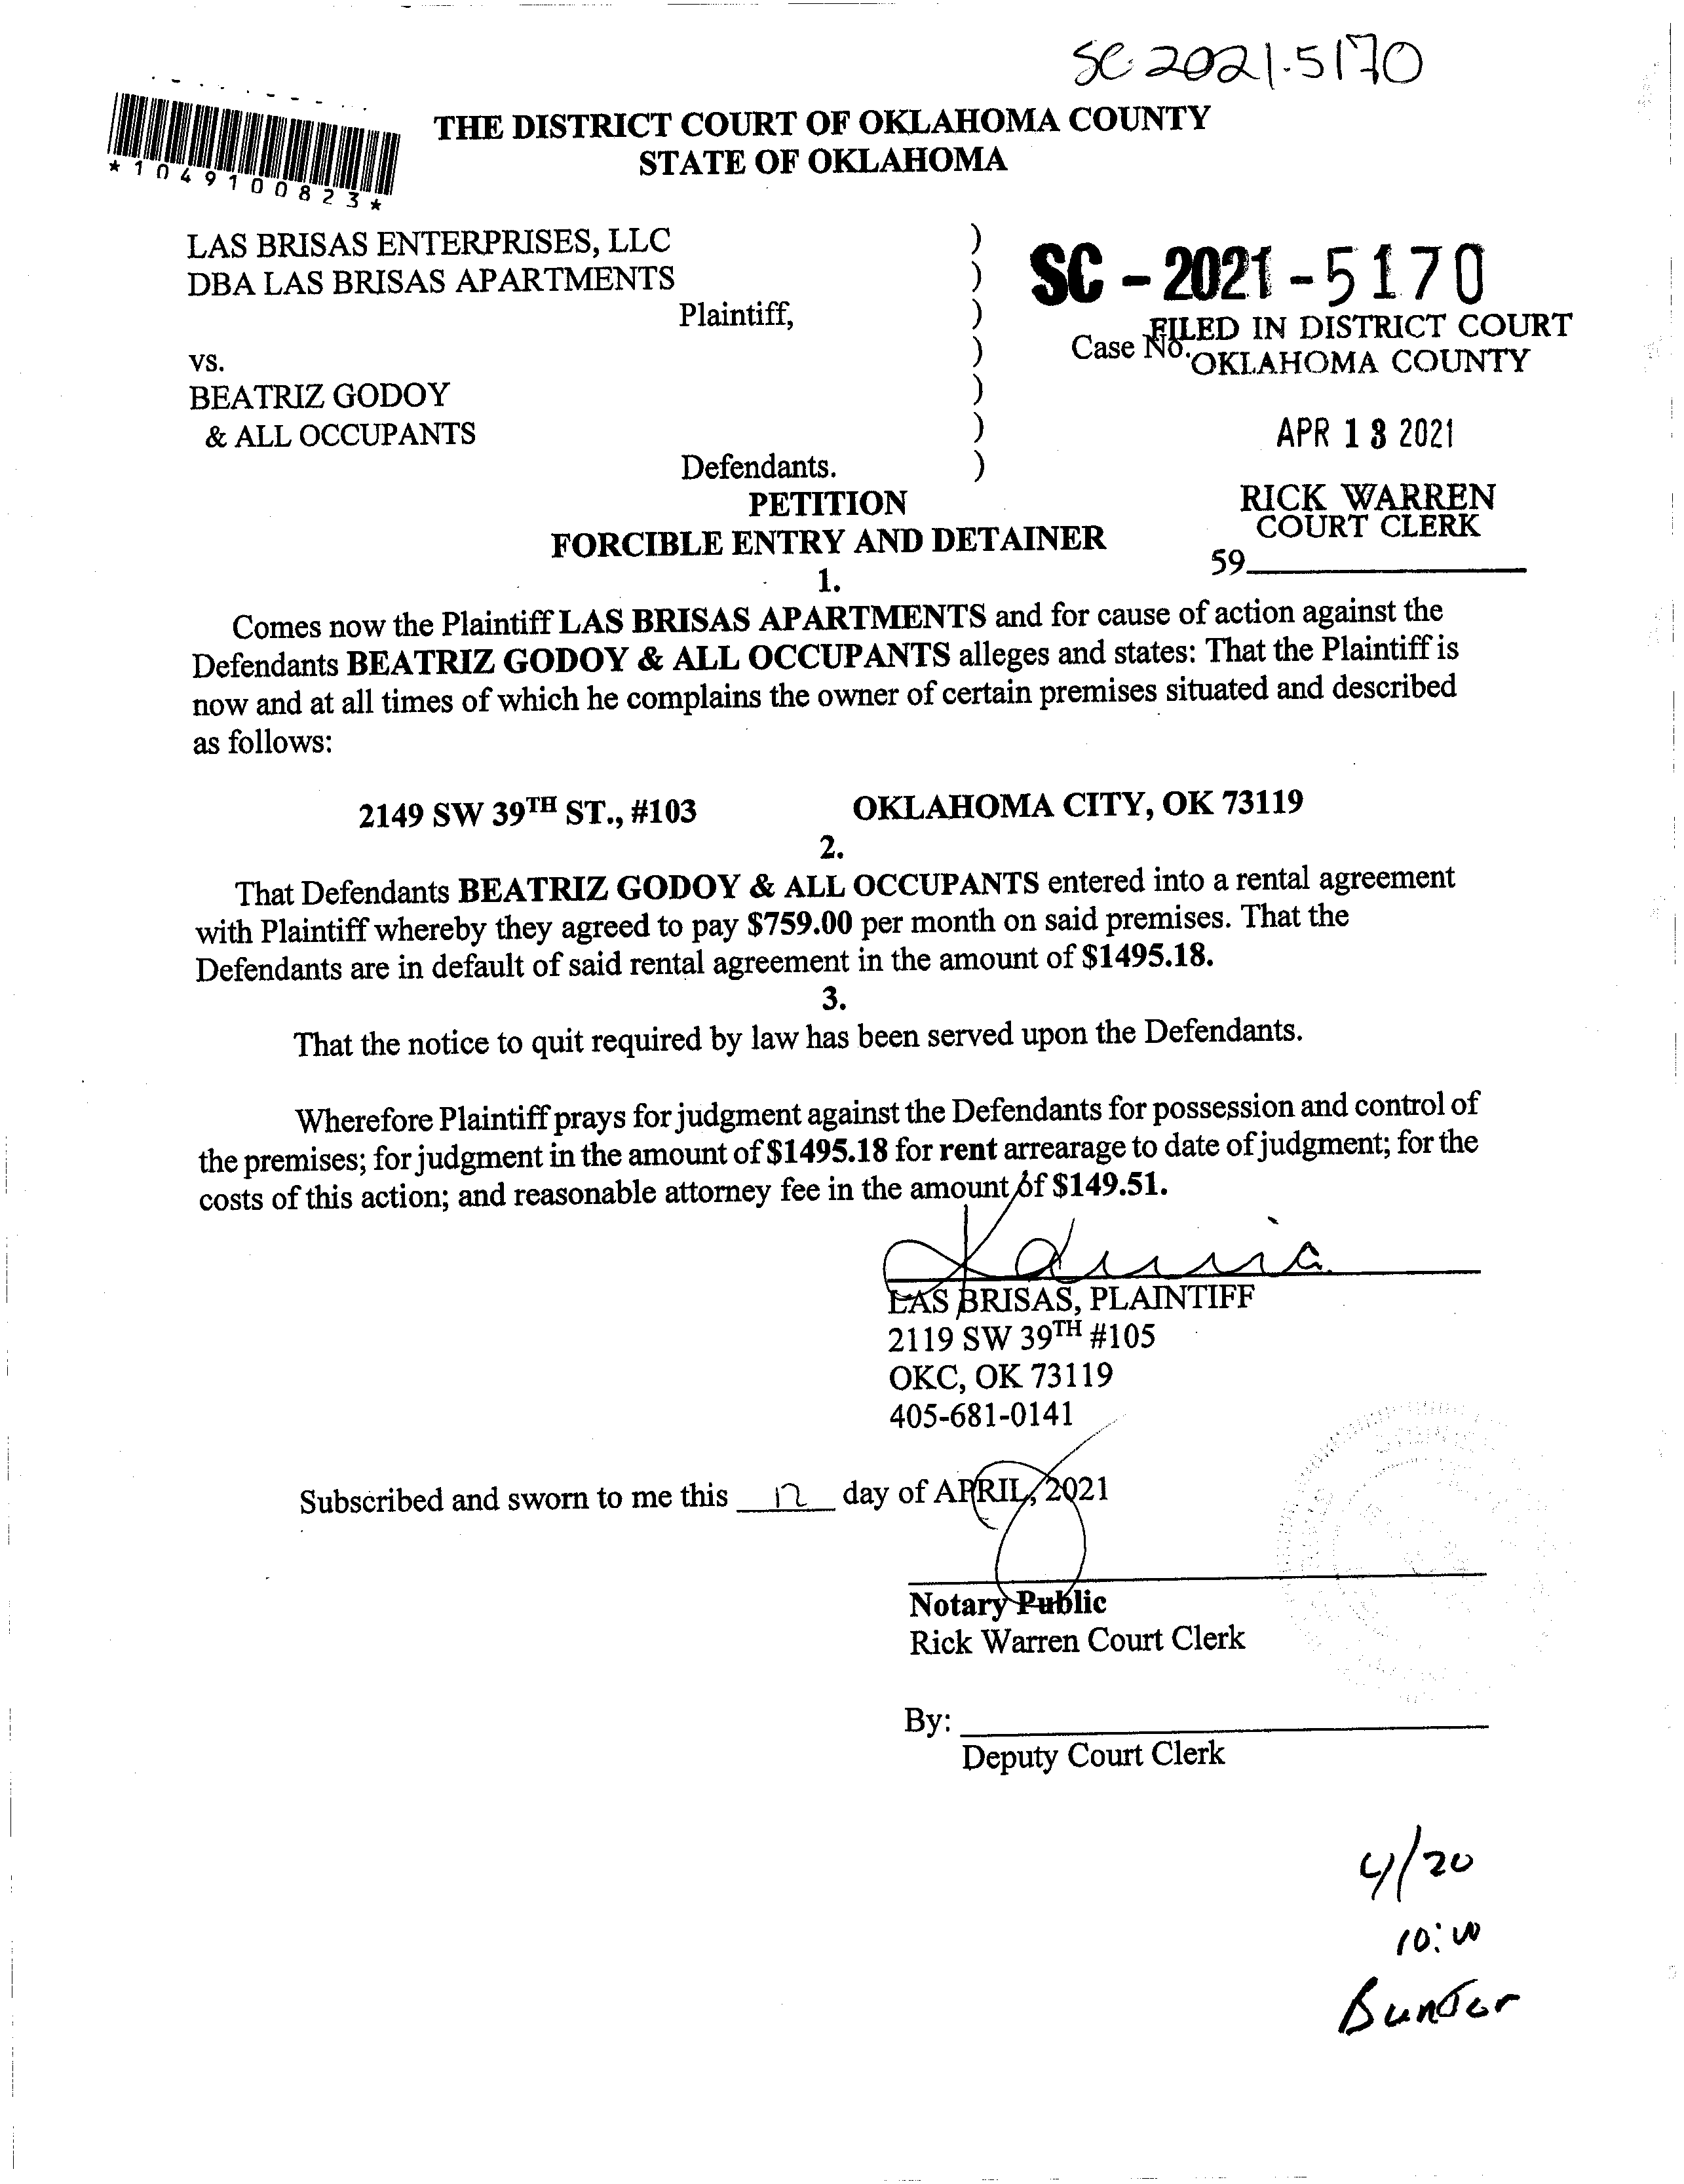 SC-2021-5170
*1049100823*
THE DISTRICT COURT OF OKLAHOMA COUNTY
STATE OF OKLAHOMA
LAS BRISAS ENTERPRISES, LLC )
DBA LAS BRISAS APARTMENTS )
Plaintiff, )
SC-2021-5170
vs. )
Case No.
FILED IN DISTRICT COURT
OKLAHOMA COUNTY
BEATRIZ GODOY )
& ALL OCCUPANTS )
APR 13 2021
Defendants. )
PETITION
RICK WARREN
COURT CLERK
FORCIBLE ENTRY AND DETAINER
59
1.
Comes now the Plaintiff LAS BRISAS APARTMENTS and for cause of action against the
Defendants BEATRIZ GODOY & ALL OCCUPANTS alleges and states: That the Plaintiff is
now and at all times of which he complains the owner of certain premises situated and described
as follows:
2149 SW 39TH ST., #103 OKLAHOMA CITY, OK 73119
2.
That Defendants BEATRIZ GODOY & ALL OCCUPANTS entered into a rental agreement
with Plaintiff whereby they agreed to pay $759.00 per month on said premises. That the
Defendants are in default of said rental agreement in the amount of $1495.18.
3.
That the notice to quit required by law has been served upon the Defendants.
Wherefore Plaintiff prays for judgment against the Defendants for possession and control of
the premises; for judgment in the amount of $1495.18 for rent arrearage to date of judgment; for the
costs of this action; and reasonable attorney fee in the amount of $149.51.
LAS BRISAS, PLAINTIFF
2119 SW 39TH #105
OKC, OK 73119
405-681-0141
Subscribed and sworn to me this 12 day of APRIL, 2021
Notary Public
Rick Warren Court Clerk
By:
Deputy Court Clerk
4/20
10:00